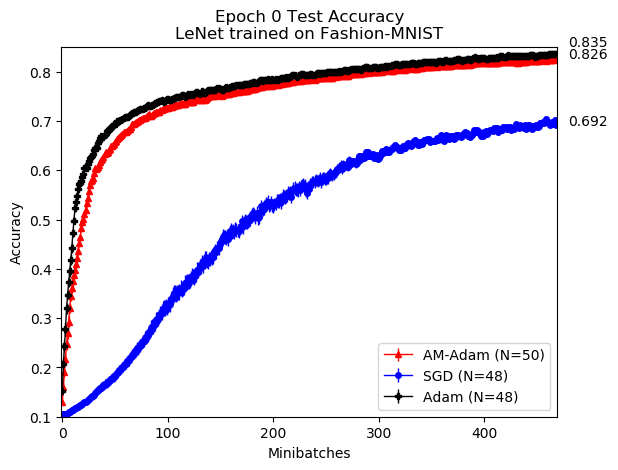 Epoch 0 Test Accuracy
LeNet trained on Fashion-MNIST
0.835
0.826
0.692
0.8
0.7
0.6
0.5
0.4
0.3
0.2
0.1
Accuracy
AM-Adam (N=50)
SGD (N=48)
Adam (N=48)
0
100
200
300
400
Minibatches